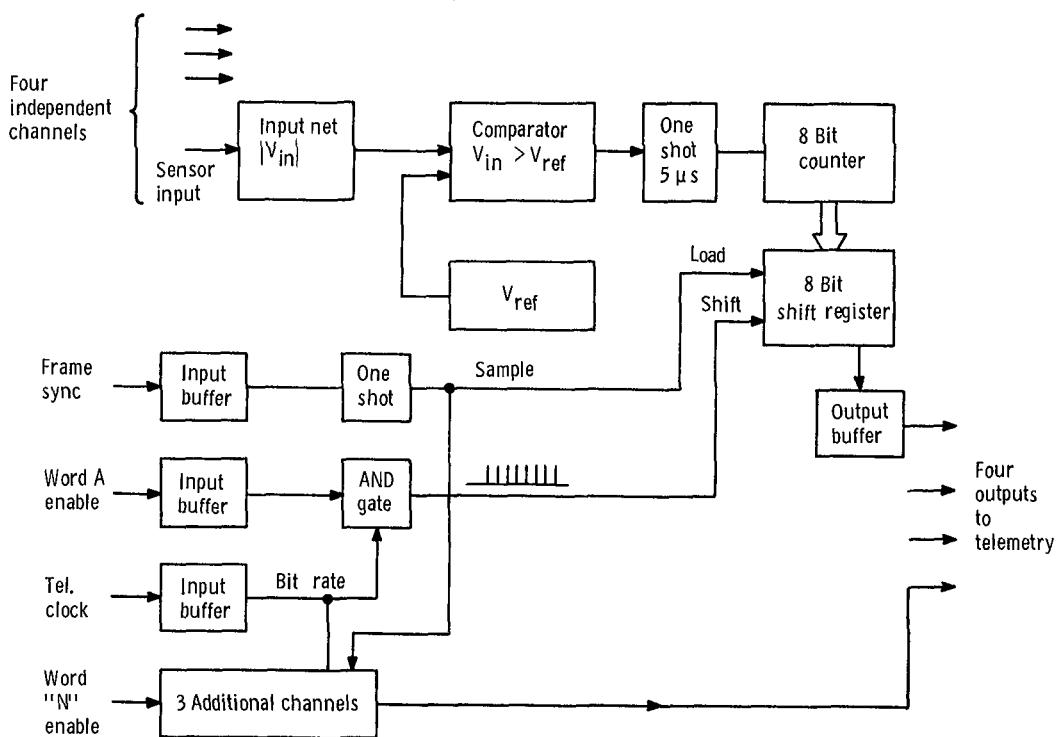 Four
independent
channels
Sensor
input
Input net
|V_in|
Comparator
V_in > V_ref
One
shot
5 μs
8 Bit
counter
V_ref
Load
Shift
8 Bit
shift register
Frame
sync
Input
buffer
One
shot
Sample
Output
buffer
Word A
enable
Input
buffer
AND
gate
Four
outputs
to
telemetry
Tel.
clock
Input
buffer
Bit rate
Word
"N"
enable
3 Additional channels